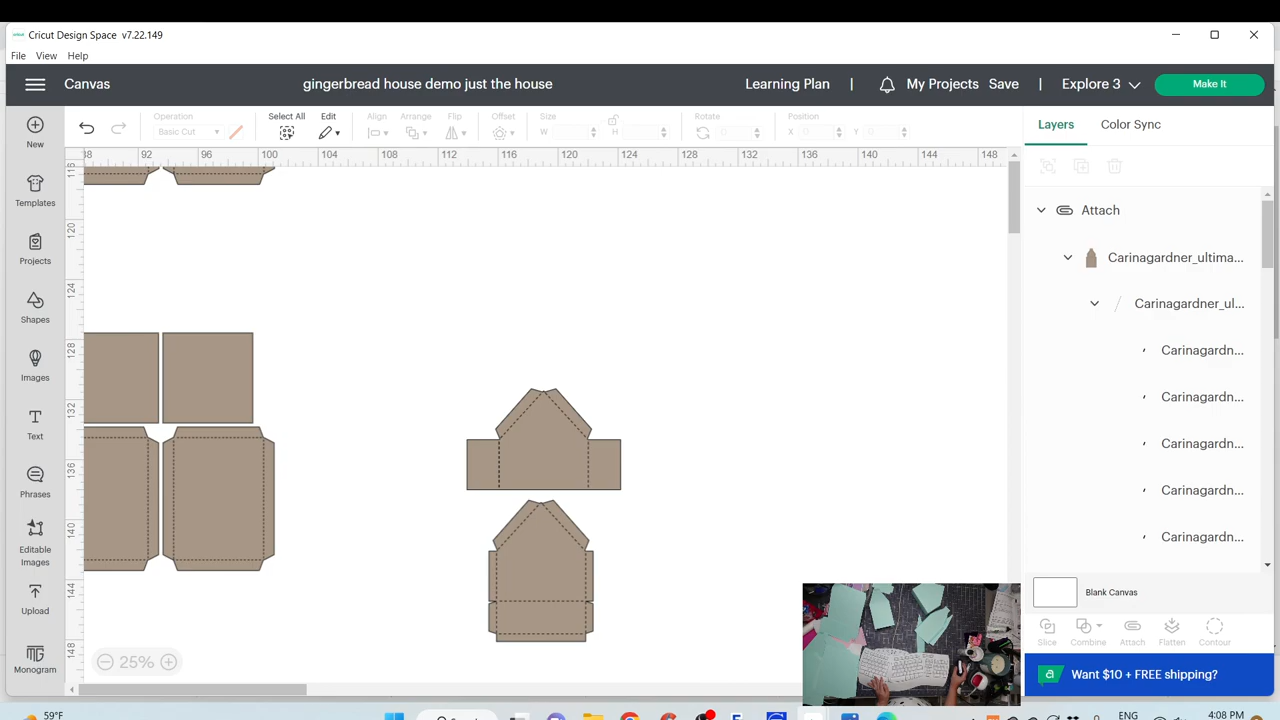 Cricut Design Space v7.22.149
File View Help
Canvas
gingerbread house demo just the house
Learning Plan | My Projects Save | Explore 3 Make It
New
Templates
Projects
Shapes
Images
Text
Phrases
Editable
Images
Upload
Monogram
Operation
Basic Cut
Select All
Edit
Align
Arrange
Flip
Offset
Size
W H
Rotate
0
Position
X 0 Y 0
88 92 96 100 104 108 112 116 120 124 128 132 136 140 144 148
116
120
124
128
132
136
140
144
148
25%
Layers Color Sync
Attach
Carinagardner_ultima...
Carinagardner_ul...
Carinagardn...
Carinagardn...
Carinagardn...
Carinagardn...
Carinagardn...
Blank Canvas
Slice Combine Attach Flatten Contour
a Want $10 + FREE shipping?
59°F
ENG
4:08 PM